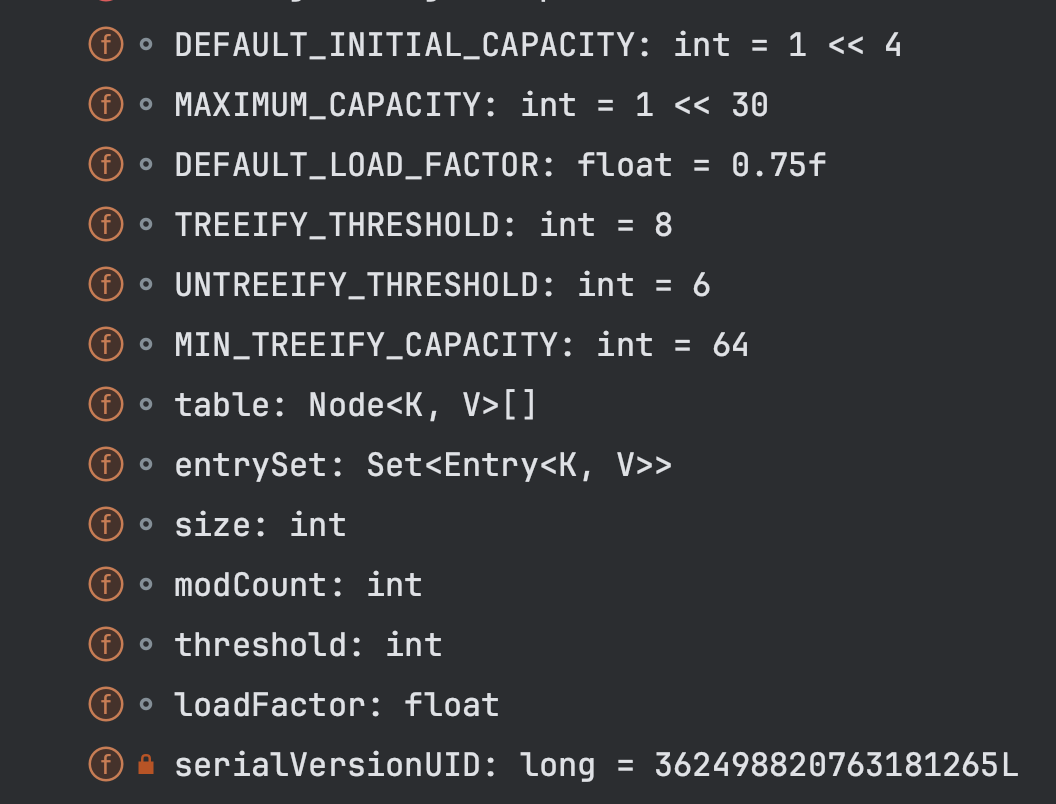 DEFAULT_INITIAL_CAPACITY: int = 1 << 4
MAXIMUM_CAPACITY: int = 1 << 30
DEFAULT_LOAD_FACTOR: float = 0.75f
TREEIFY_THRESHOLD: int = 8
UNTREEIFY_THRESHOLD: int = 6
MIN_TREEIFY_CAPACITY: int = 64
table: Node<K, V>[]
entrySet: Set<Entry<K, V>>
size: int
modCount: int
threshold: int
loadFactor: float
serialVersionUID: long = 362498820763181265L